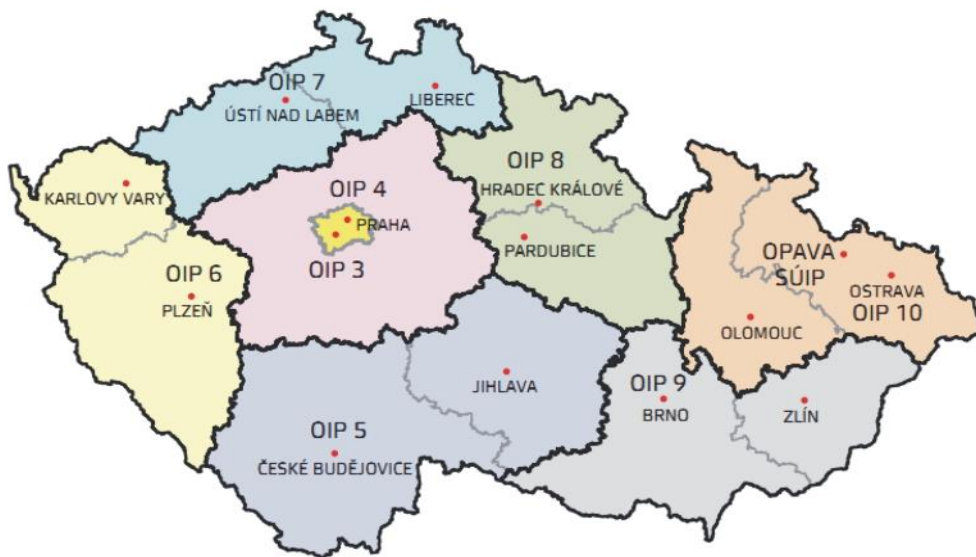 OIP 7
ÚSTÍ NAD LABEM
LIBEREC
KARLOVY VARY
OIP 8
HRADEC KRÁLOVÉ
OIP 4
PRAHA
OIP 3
PARDUBICE
OIP 6
PLZEŇ
OPAVA
SÚIP
OSTRAVA
OIP 10
OLOMOUC
JIHLAVA
OIP 9
BRNO
ZLÍN
OIP 5
ČESKÉ BUDĚJOVICE